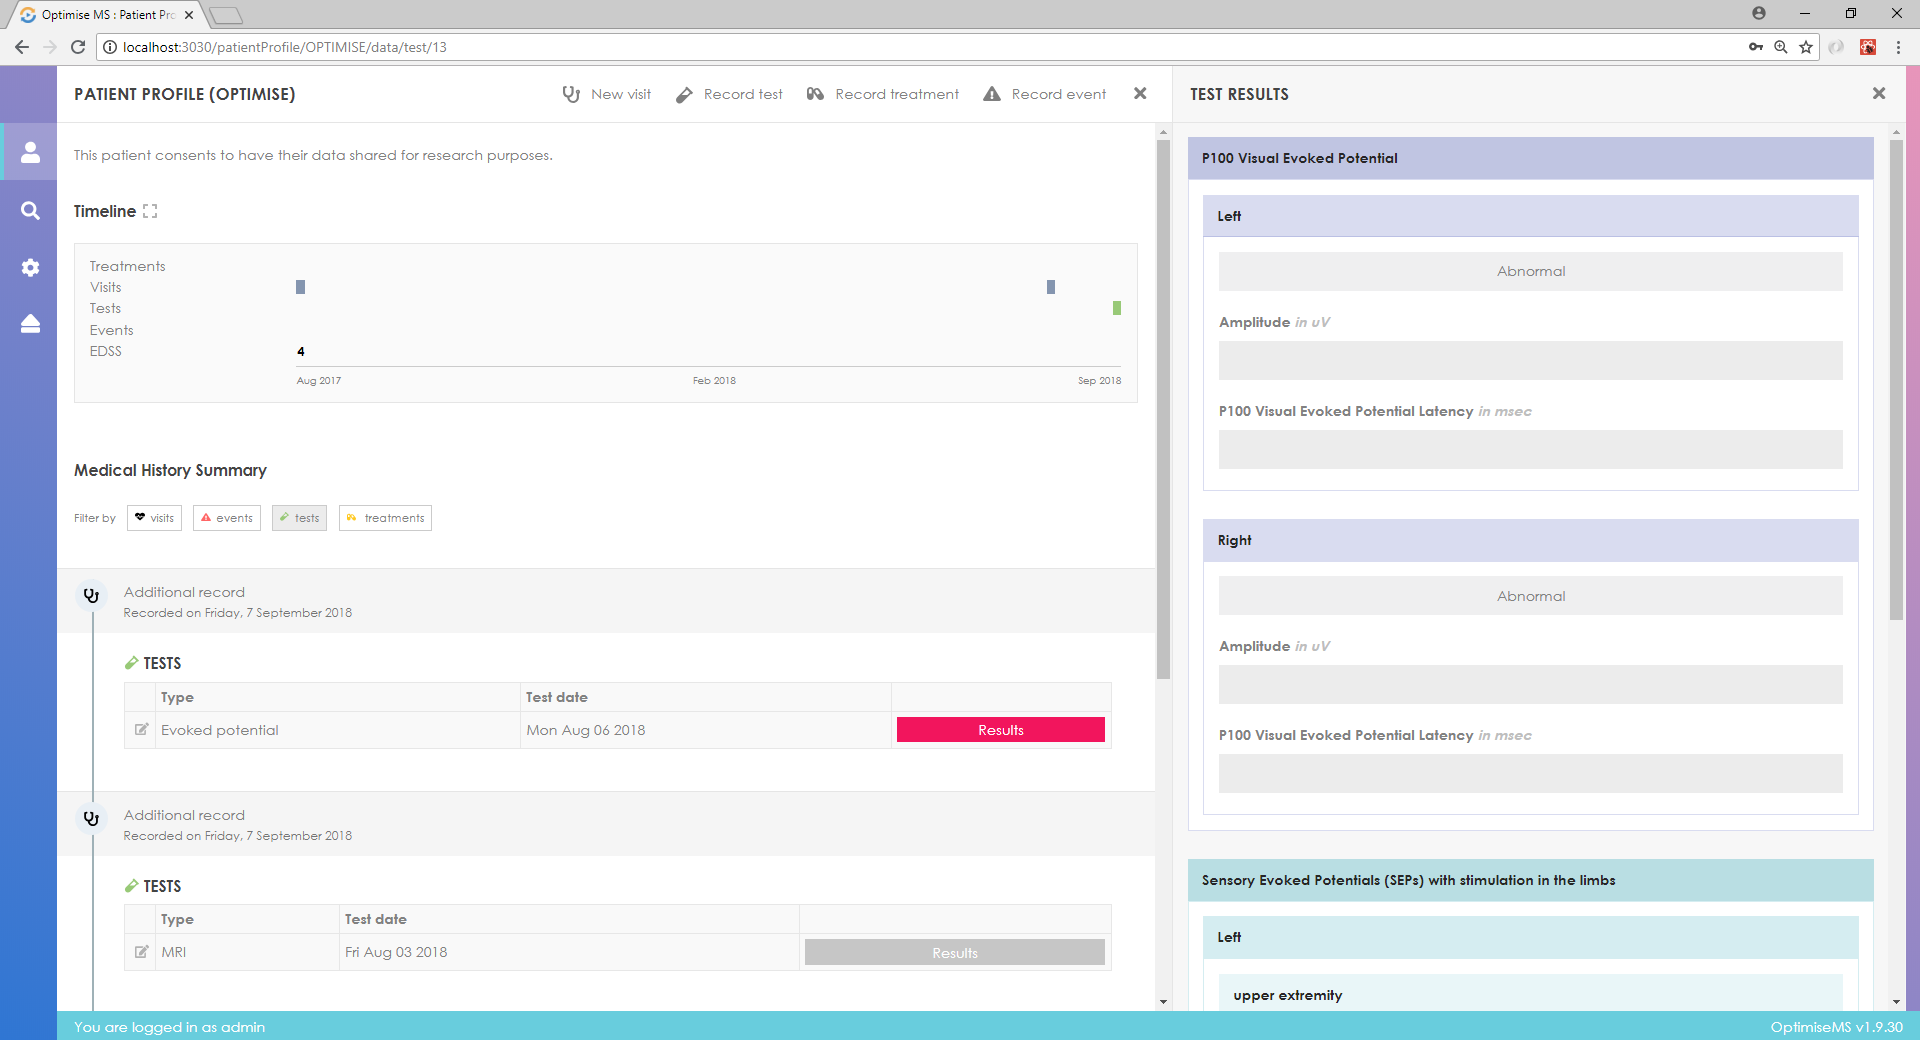 Optimise MS : Patient Pro
localhost:3030/patientProfile/OPTIMISE/data/test/13
PATIENT PROFILE (OPTIMISE)
New visit
Record test
Record treatment
Record event
This patient consents to have their data shared for research purposes.
Timeline
Treatments
Visits
Tests
Events
EDSS
4
Aug 2017
Feb 2018
Sep 2018
Medical History Summary
Filter by
visits
events
tests
treatments
Additional record
Recorded on Friday, 7 September 2018
TESTS
Type Test date
Evoked potential Mon Aug 06 2018 Results
Additional record
Recorded on Friday, 7 September 2018
TESTS
Type Test date
MRI Fri Aug 03 2018 Results
TEST RESULTS
P100 Visual Evoked Potential
Left
Abnormal
Amplitude in uV
P100 Visual Evoked Potential Latency in msec
Right
Abnormal
Amplitude in uV
P100 Visual Evoked Potential Latency in msec
Sensory Evoked Potentials (SEPs) with stimulation in the limbs
Left
upper extremity
You are logged in as admin
OptimiseMS v1.9.30